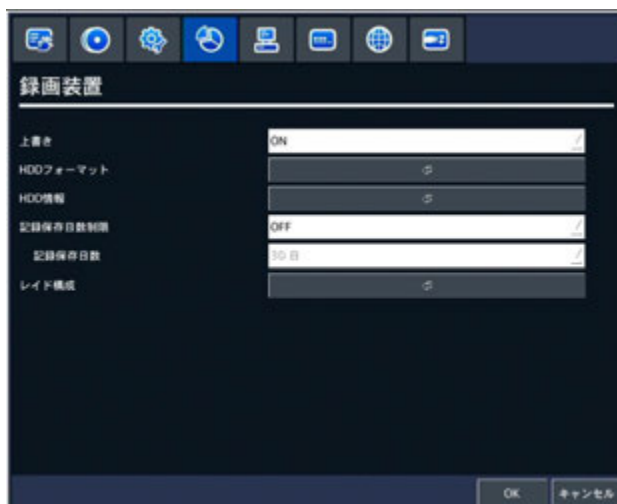 録画装置
上書き ON
HDDフォーマット
HDD情報
記録保存日数制限 OFF
記録保存日数 30 日
レイド構成
OK キャンセル